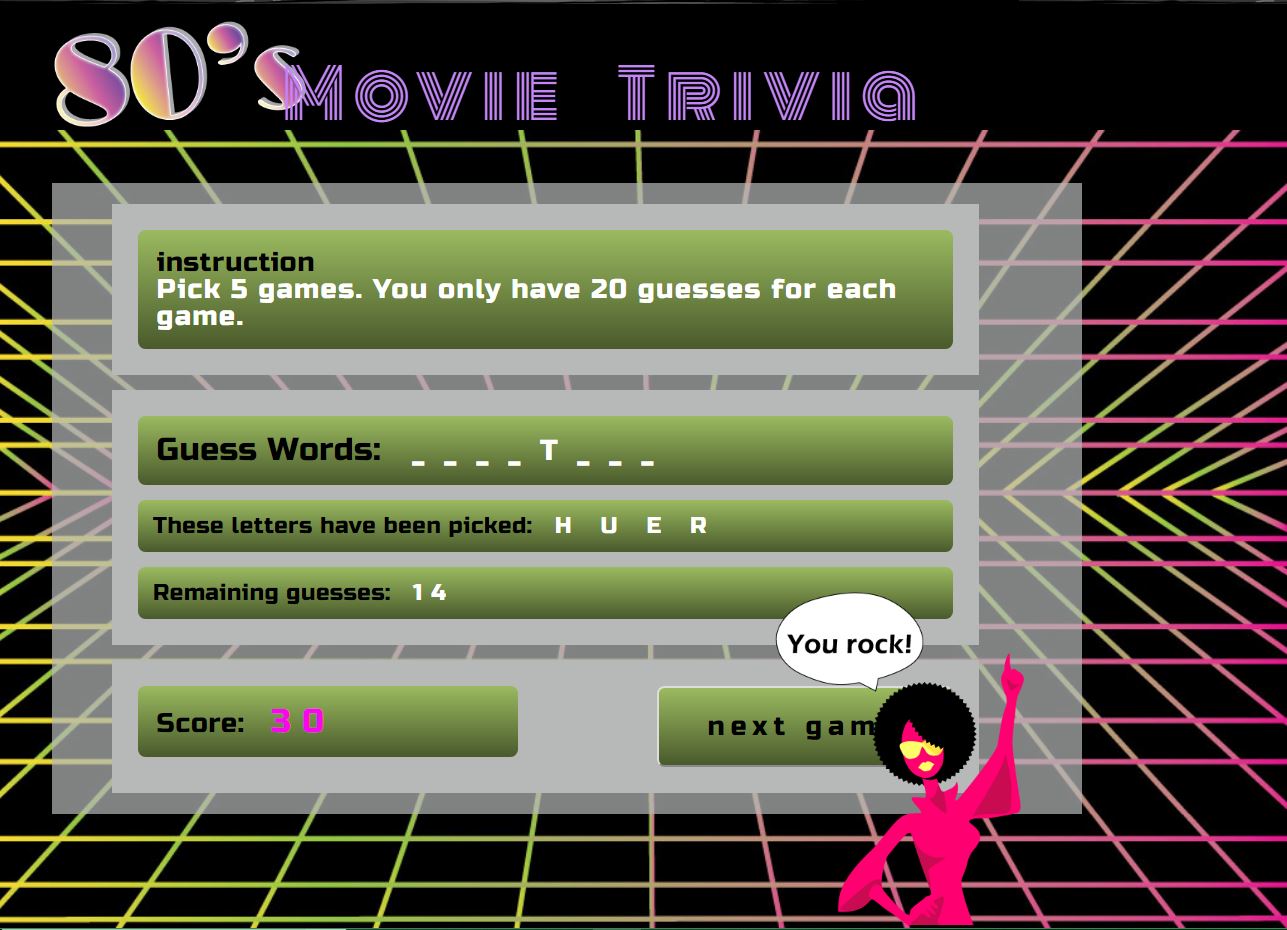 80's Movie Trivia
instruction
Pick 5 games. You only have 20 guesses for each
game.
Guess Words: _ _ _ _ T _ _ _
These letters have been picked: H U E R
Remaining guesses: 14
You rock!
Score: 30
next gam